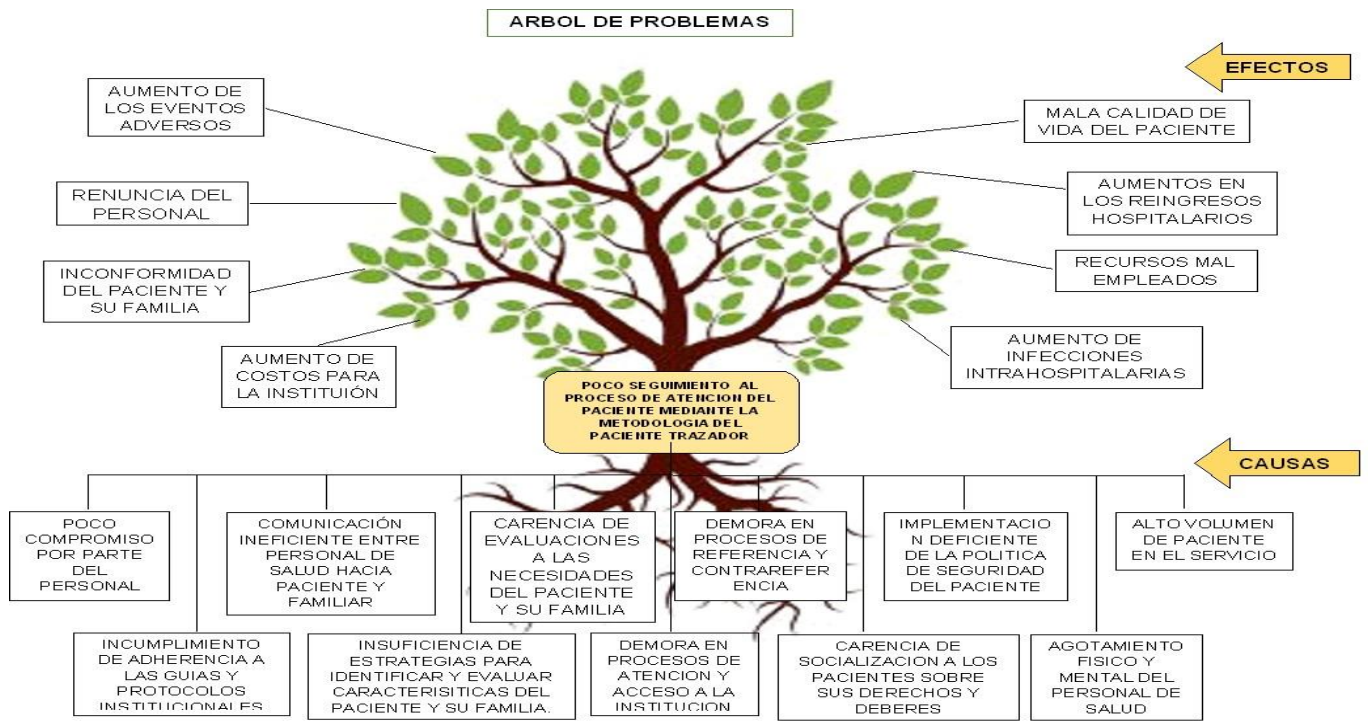 ARBOL DE PROBLEMAS
EFECTOS
AUMENTO DE
LOS EVENTOS
ADVERSOS
MALA CALIDAD DE
VIDA DEL PACIENTE
RENUNCIA DEL
PERSONAL
AUMENTOS EN
LOS REINGRESOS
HOSPITALARIOS
INCONFORMIDAD
DEL PACIENTE Y
SU FAMILIA
RECURSOS MAL
EMPLEADOS
AUMENTO DE
COSTOS PARA
LA INSTITUIÓN
AUMENTO DE
INFECCIONES
INTRAHOSPITALARIAS
POCO SEGUIMIENTO AL
PROCESO DE ATENCION DEL
PACIENTE MEDIANTE LA
METODOLOGIA DEL
PACIENTE TRAZADOR
CAUSAS
POCO
COMPROMISO
POR PARTE
DEL
PERSONAL
COMUNICACIÓN
INEFICIENTE ENTRE
PERSONAL DE
SALUD HACIA
PACIENTE Y
FAMILIAR
CARENCIA DE
EVALUACIONES
A LAS
NECESIDADES
DEL PACIENTE
Y SU FAMILIA
DEMORA EN
PROCESOS DE
REFERENCIA Y
CONTRAREFER
ENCIA
IMPLEMENTACIO
N DEFICIENTE
DE LA POLITICA
DE SEGURIDAD
DEL PACIENTE
ALTO VOLUMEN
DE PACIENTE
EN EL SERVICIO
INCUMPLIMIENTO
DE ADHERENCIA A
LAS GUIAS Y
PROTOCOLOS
INSTITUCIONALES
INSUFICIENCIA DE
ESTRATEGIAS PARA
IDENTIFICAR Y EVALUAR
CARACTERISITICAS DEL
PACIENTE Y SU FAMILIA.
DEMORA EN
PROCESOS DE
ATENCION Y
ACCESO A LA
INSTITUCION
CARENCIA DE
SOCIALIZACION A LOS
PACIENTES SOBRE
SUS DERECHOS Y
DEBERES
AGOTAMIENTO
FISICO Y
MENTAL DEL
PERSONAL DE
SALUD